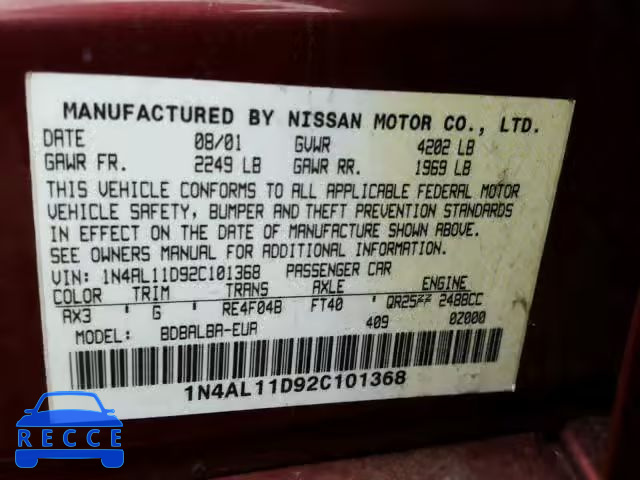 MANUFACTURED BY NISSAN MOTOR CO., LTD.
DATE 08/01 GVWR 4202 LB
GAWR FR. 2249 LB GAWR RR. 1969 LB
THIS VEHICLE CONFORMS TO ALL APPLICABLE FEDERAL MOTOR
VEHICLE SAFETY, BUMPER AND THEFT PREVENTION STANDARDS
IN EFFECT ON THE DATE OF MANUFACTURE SHOWN ABOVE.
SEE OWNERS MANUAL FOR ADDITIONAL INFORMATION.
VIN: 1N4AL11D92C101368 PASSENGER CAR
COLOR TRIM TRANS AXLE ENGINE
AX3 G RE4F04B FT40 QR25ZZ 2488CC
MODEL: BDBALBA-EUA 409 0Z000
1N4AL11D92C101368
RECCE